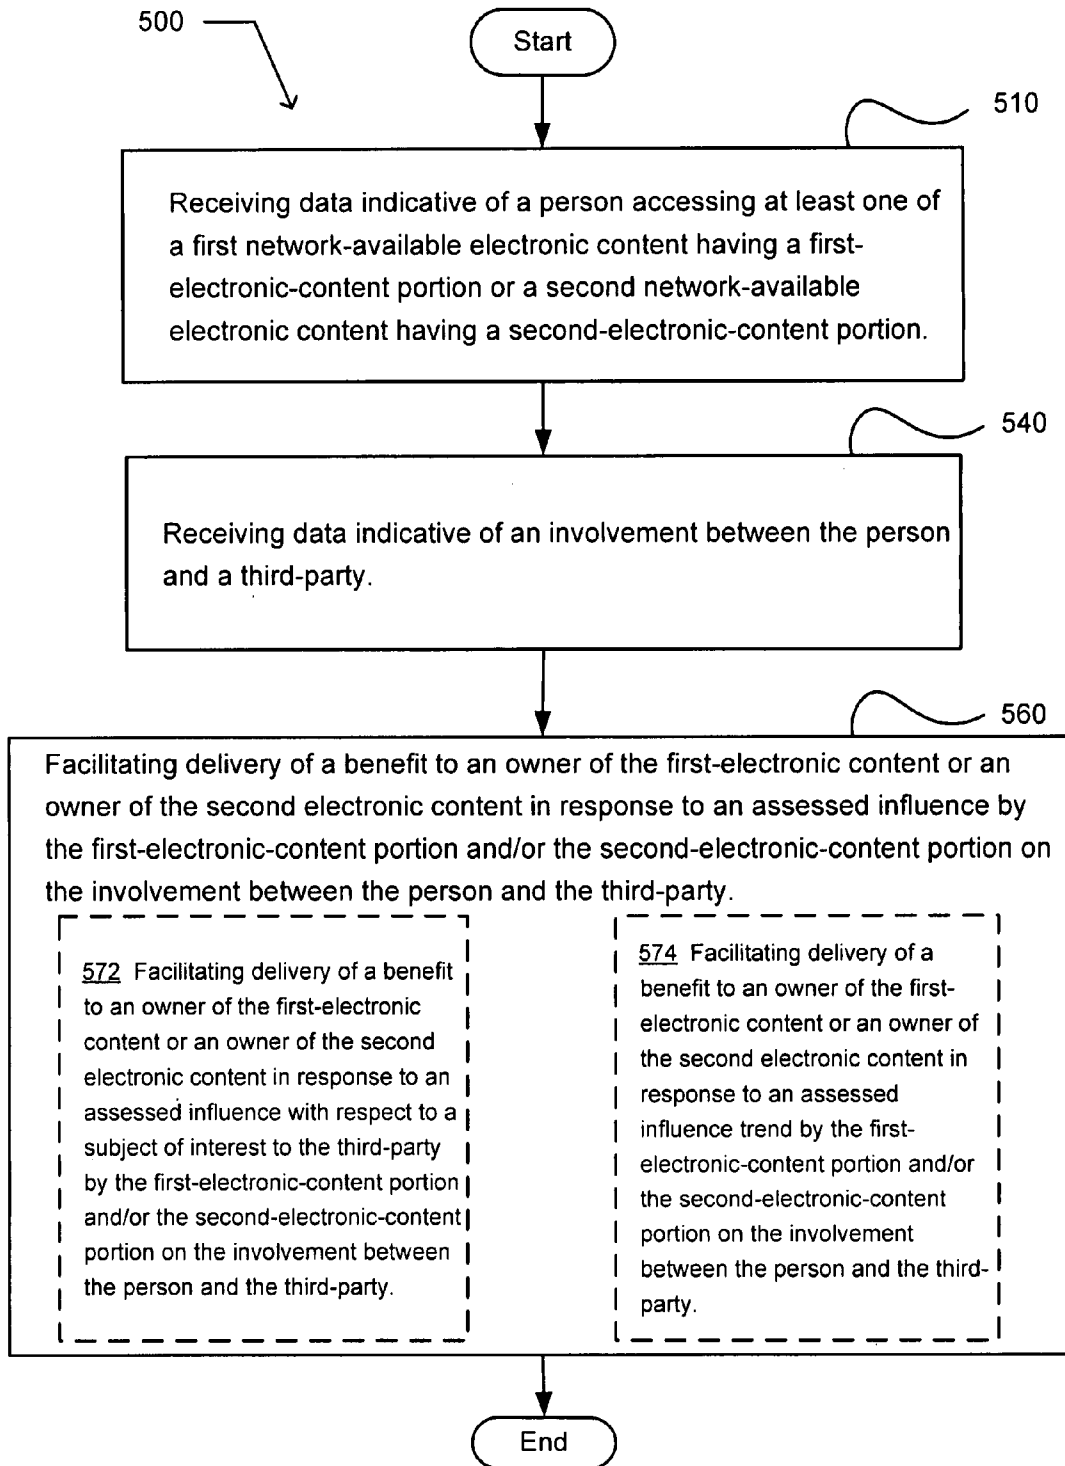 500
Start
510
Receiving data indicative of a person accessing at least one of
a first network-available electronic content having a first-
electronic-content portion or a second network-available
electronic content having a second-electronic-content portion.
540
Receiving data indicative of an involvement between the person
and a third-party.
560
Facilitating delivery of a benefit to an owner of the first-electronic content or an
owner of the second electronic content in response to an assessed influence by
the first-electronic-content portion and/or the second-electronic-content portion on
the involvement between the person and the third-party.
572 Facilitating delivery of a benefit
to an owner of the first-electronic
content or an owner of the second
electronic content in response to an
assessed influence with respect to a
subject of interest to the third-party
by the first-electronic-content portion
and/or the second-electronic-content
portion on the involvement between
the person and the third-party.
574 Facilitating delivery of a
benefit to an owner of the first-
electronic content or an owner of
the second electronic content in
response to an assessed
influence trend by the first-
electronic-content portion and/or
the second-electronic-content
portion on the involvement
between the person and the third-
party.
End